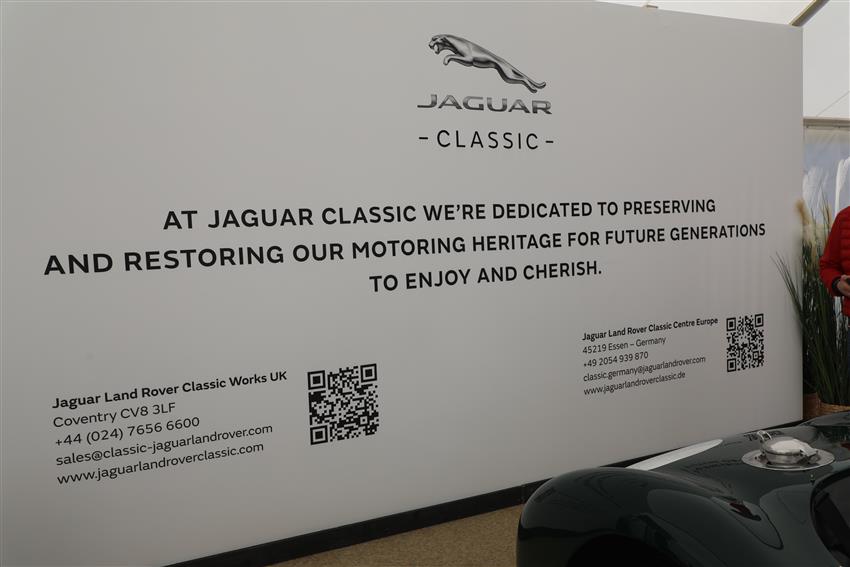 JAGUAR
- CLASSIC -
AT JAGUAR CLASSIC WE'RE DEDICATED TO PRESERVING
AND RESTORING OUR MOTORING HERITAGE FOR FUTURE GENERATIONS
TO ENJOY AND CHERISH.
Jaguar Land Rover Classic Works UK
Coventry CV8 3LF
+44 (024) 7656 6600
sales@classic-jaguarlandrover.com
www.jaguarlandroverclassic.com
Jaguar Land Rover Classic Centre Europe
45219 Essen – Germany
+49 2054 939 870
classic.germany@jaguarlandrover.com
www.jaguarlandroverclassic.de